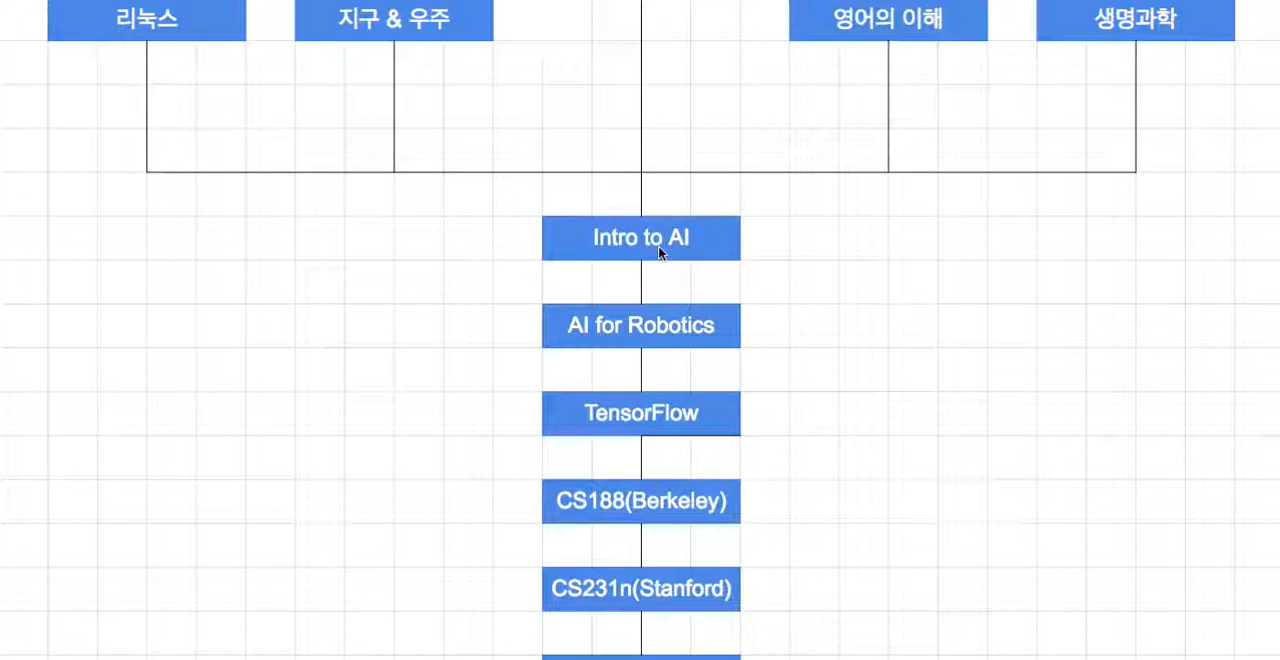 리눅스
지구 & 우주
영어의 이해
생명과학
Intro to AI
AI for Robotics
TensorFlow
CS188(Berkeley)
CS231n(Stanford)